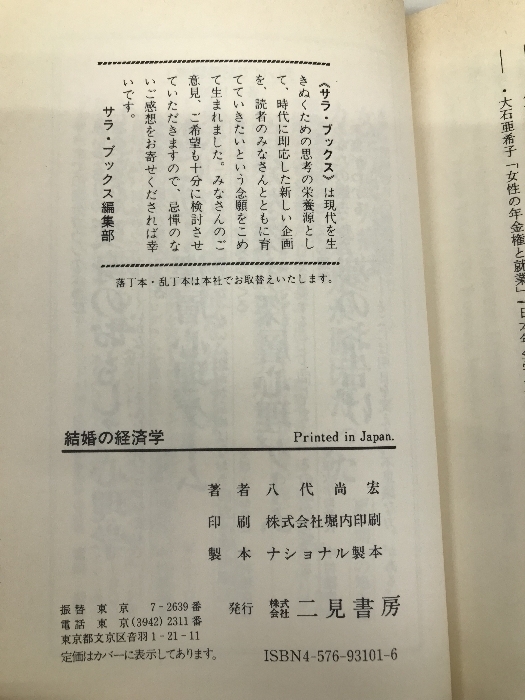 ・大石亜希子「女性の年金権と就業」
《サラ・ブックス》は現代を生
きぬくための思考の栄養源とし
て、時代に即応した新しい企画
を、読者のみなさんとともに育
てていきたいという念願をこめ
て生まれました。みなさんのご
意見、ご希望も十分に検討させ
ていただきますので、忌憚のな
いご感想をお寄せくだされば幸
いです。
サラ・ブックス編集部
落丁本・乱丁本は本社でお取替えいたします。
結婚の経済学 Printed in Japan.
著者 八代尚宏
印刷 株式会社堀内印刷
製本 ナショナル製本
発行 株式会社 二見書房
振替 東京 7-2639番
電話 東京(3942)2311番
東京都文京区音羽1-21-11
定価はカバーに表示してあります。
ISBN4-576-93101-6